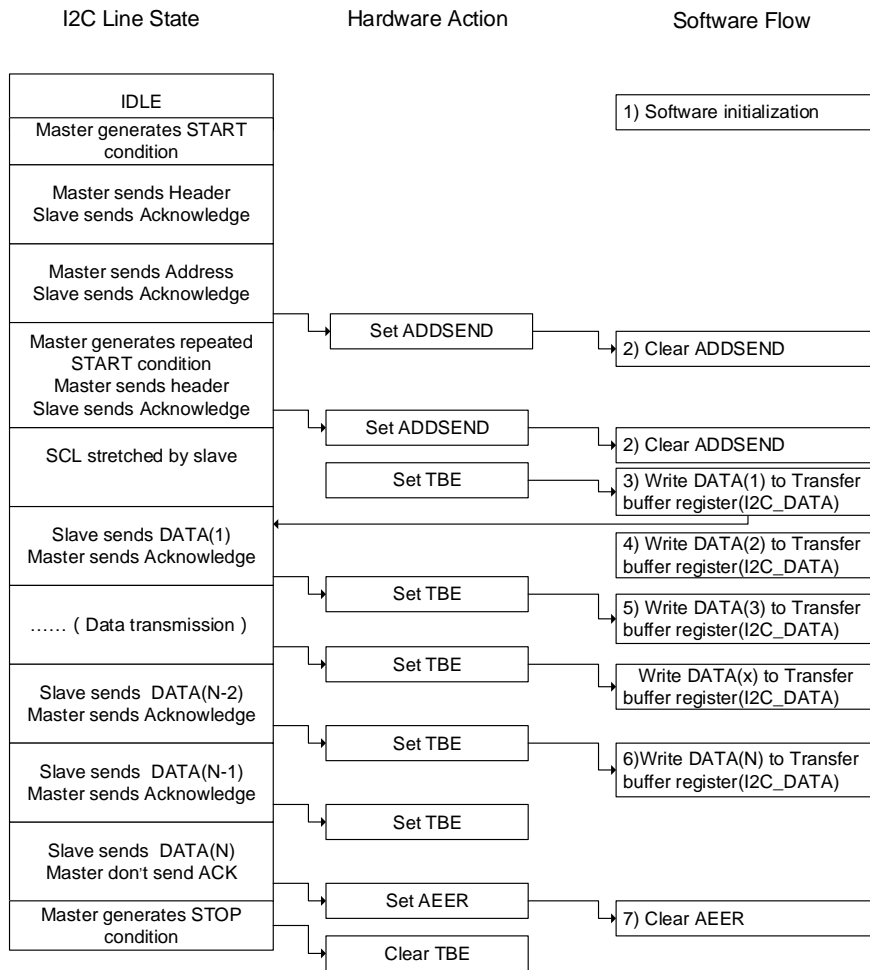 I2C Line State
Hardware Action
Software Flow
IDLE
1) Software initialization
Master generates START
condition
Master sends Header
Slave sends Acknowledge
Master sends Address
Slave sends Acknowledge
Set ADDSEND
2) Clear ADDSEND
Master generates repeated
START condition
Master sends header
Slave sends Acknowledge
Set ADDSEND
2) Clear ADDSEND
SCL stretched by slave
Set TBE
3) Write DATA(1) to Transfer
buffer register(I2C_DATA)
Slave sends DATA(1)
Master sends Acknowledge
4) Write DATA(2) to Transfer
buffer register(I2C_DATA)
Set TBE
5) Write DATA(3) to Transfer
buffer register(I2C_DATA)
…… ( Data transmission )
Set TBE
Write DATA(x) to Transfer
buffer register(I2C_DATA)
Slave sends DATA(N-2)
Master sends Acknowledge
Set TBE
6)Write DATA(N) to Transfer
buffer register(I2C_DATA)
Slave sends DATA(N-1)
Master sends Acknowledge
Set TBE
Slave sends DATA(N)
Master don't send ACK
Set AEER
7) Clear AEER
Master generates STOP
condition
Clear TBE